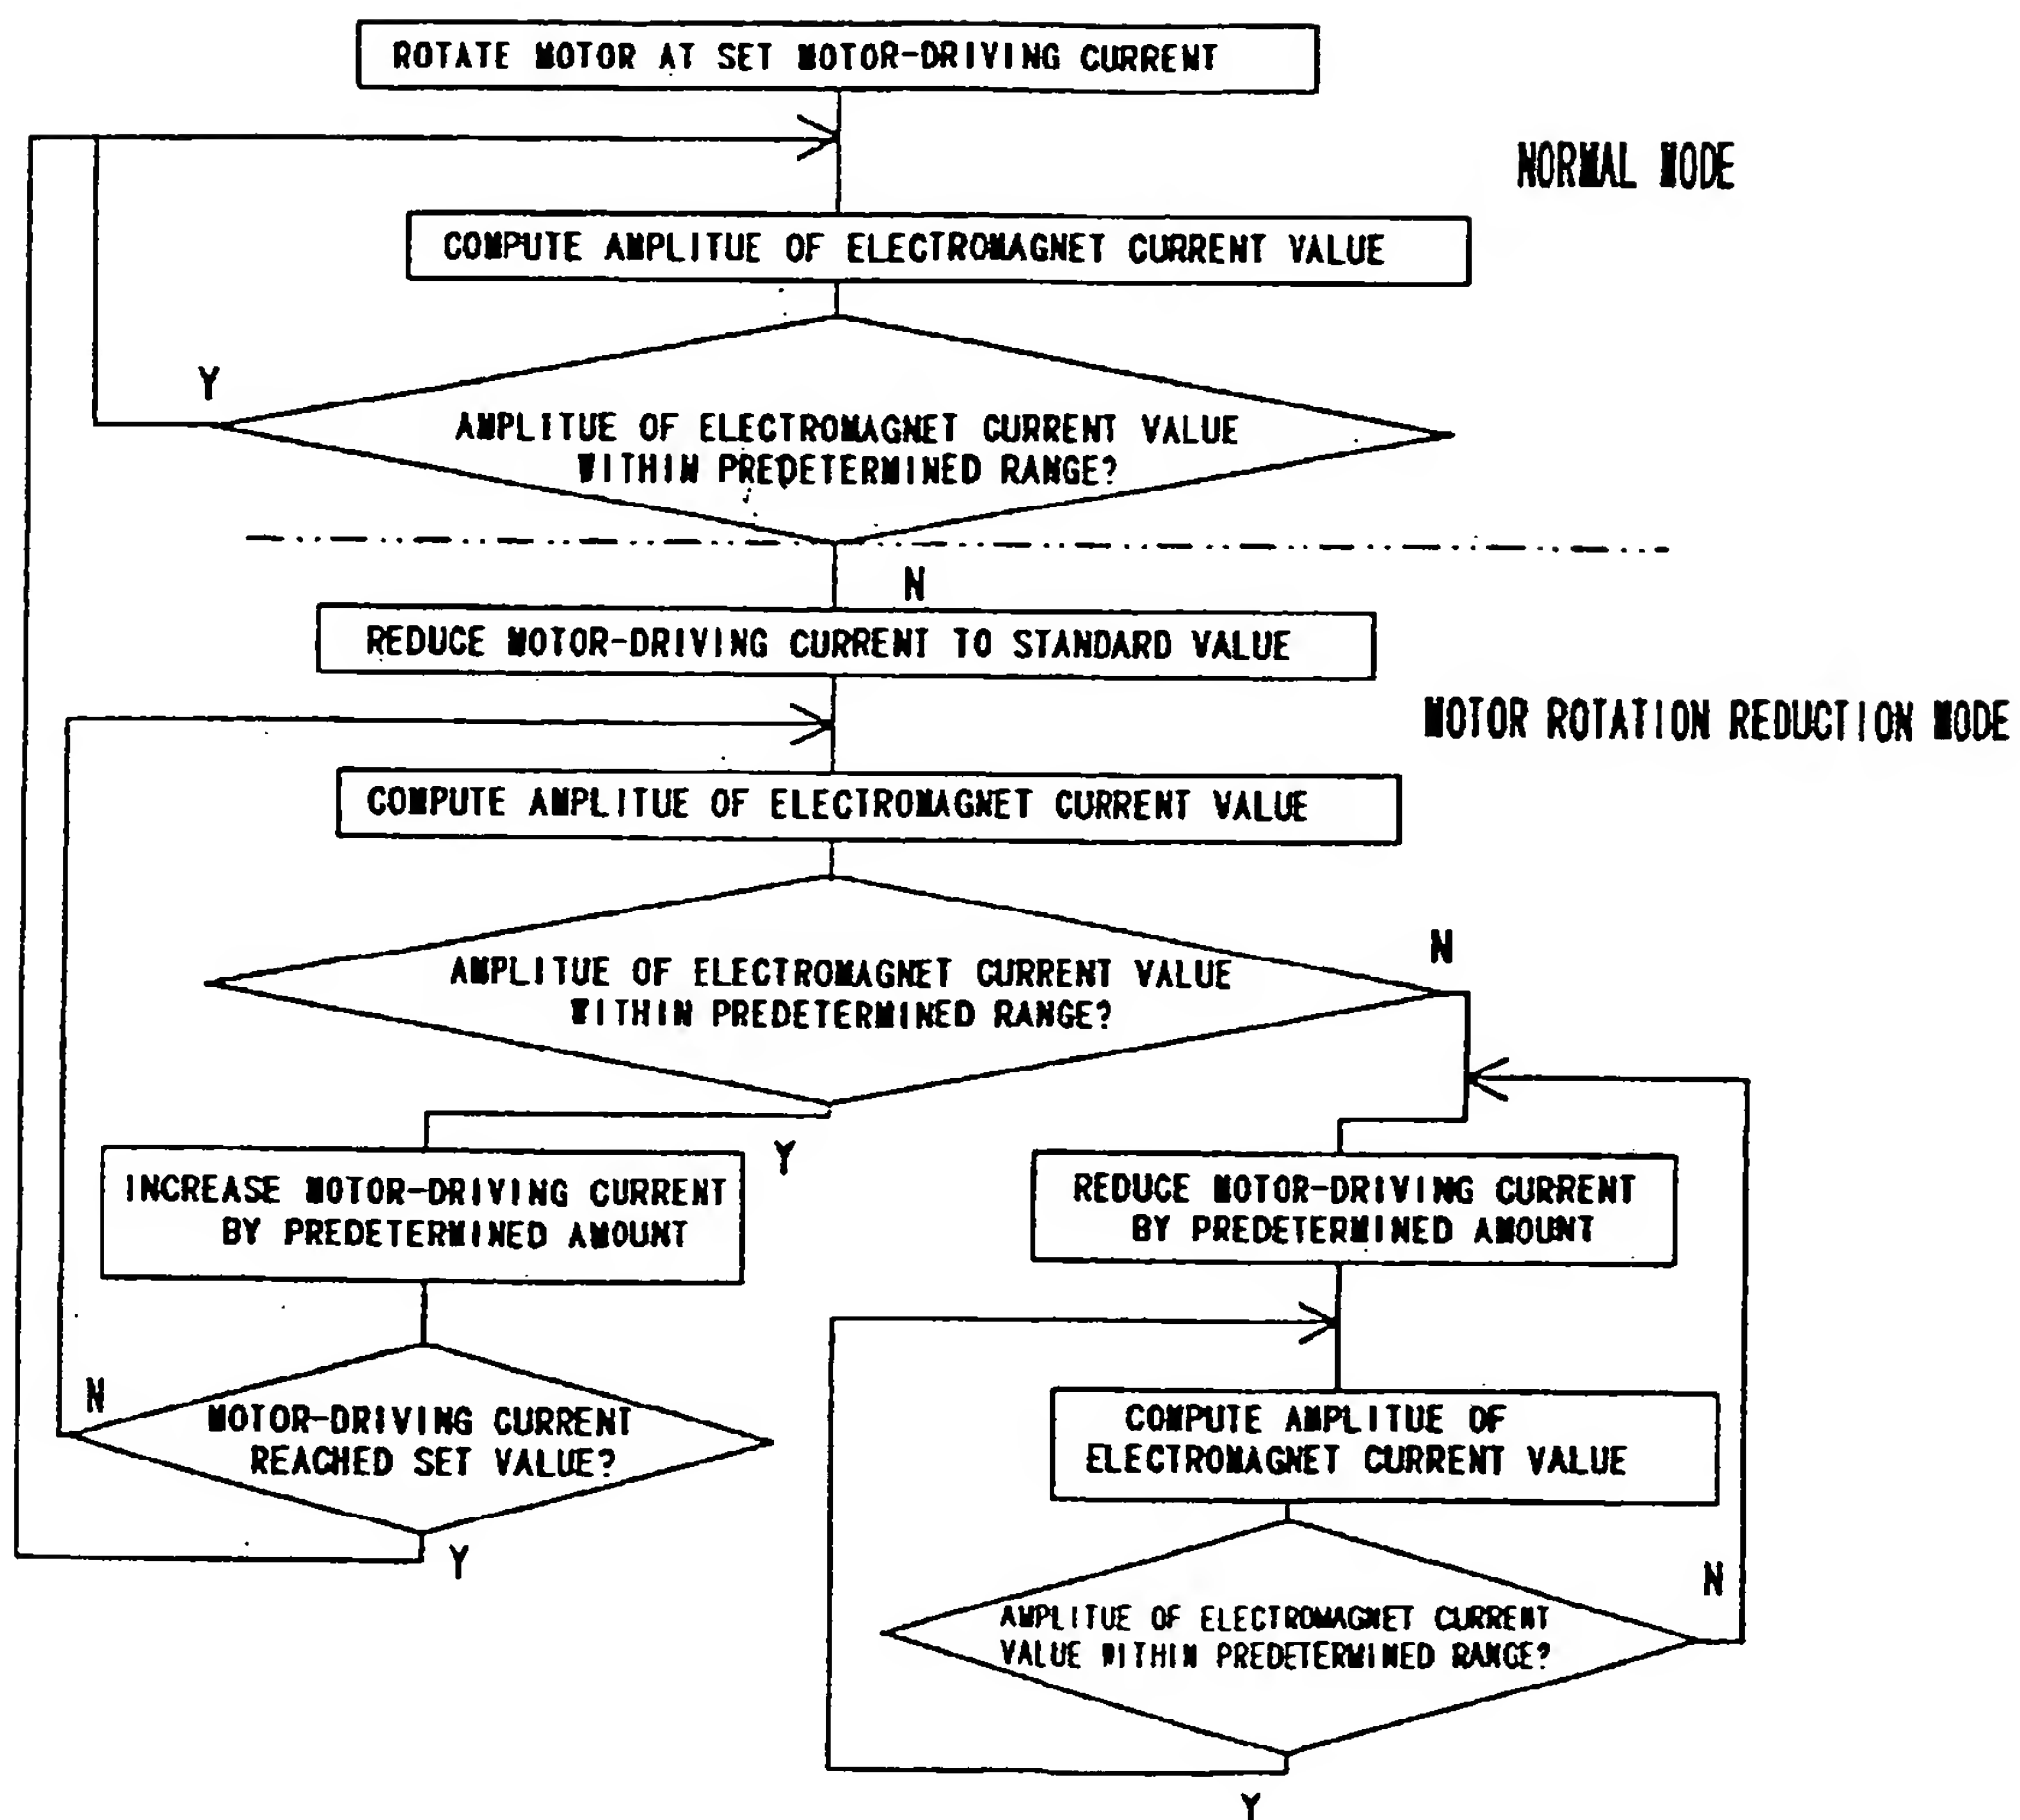 ROTATE MOTOR AT SET MOTOR-DRIVING CURRENT
NORMAL MODE
COMPUTE AMPLITUE OF ELECTROMAGNET CURRENT VALUE
Y
AMPLITUE OF ELECTROMAGNET CURRENT VALUE
WITHIN PREDETERMINED RANGE?
N
REDUCE MOTOR-DRIVING CURRENT TO STANDARD VALUE
MOTOR ROTATION REDUCTION MODE
COMPUTE AMPLITUE OF ELECTROMAGNET CURRENT VALUE
N
AMPLITUE OF ELECTROMAGNET CURRENT VALUE
WITHIN PREDETERMINED RANGE?
Y
INCREASE MOTOR-DRIVING CURRENT
BY PREDETERMINED AMOUNT
REDUCE MOTOR-DRIVING CURRENT
BY PREDETERMINED AMOUNT
N
MOTOR-DRIVING CURRENT
REACHED SET VALUE?
Y
COMPUTE AMPLITUE OF
ELECTROMAGNET CURRENT VALUE
N
AMPLITUE OF ELECTROMAGNET CURRENT
VALUE WITHIN PREDETERMINED RANGE?
Y